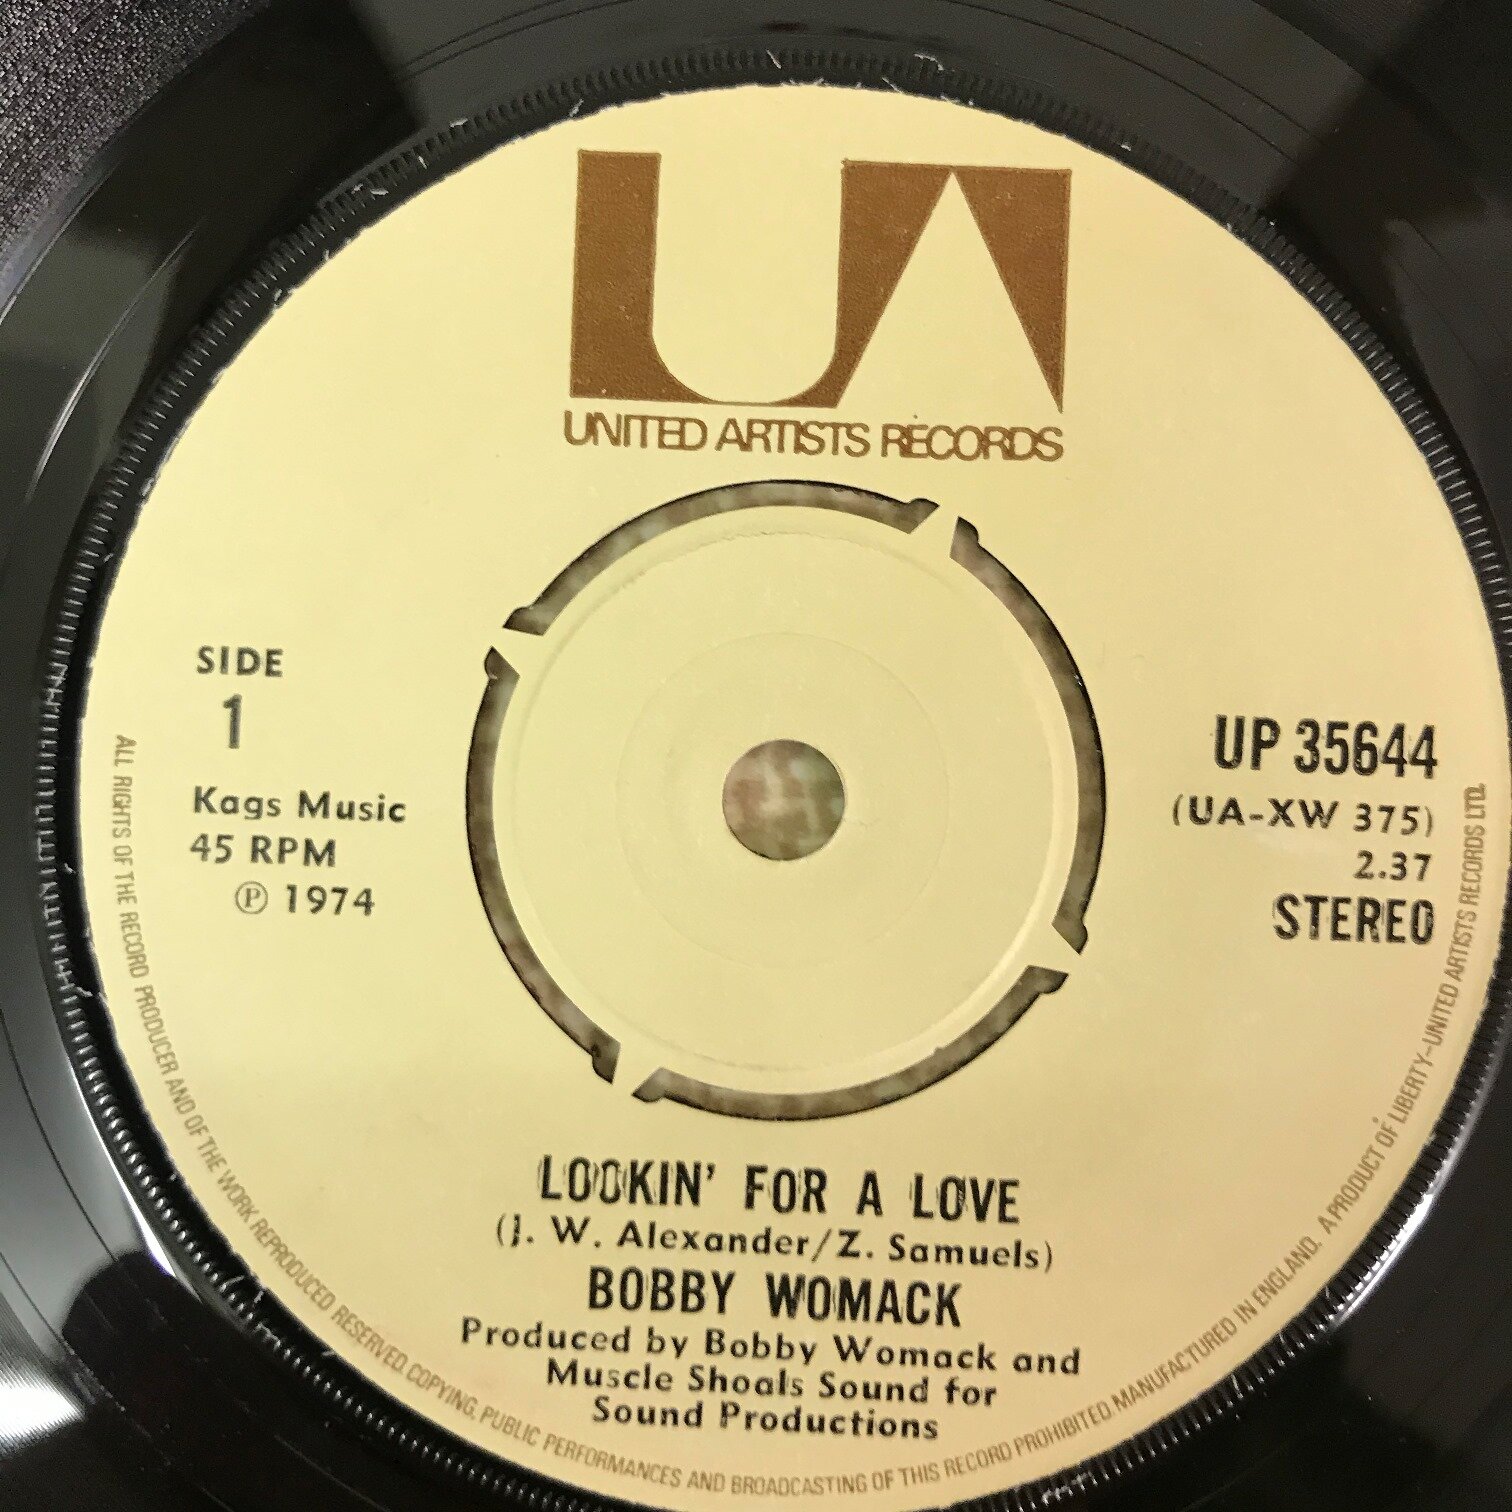 UA
UNITED ARTISTS RECORDS
SIDE
1
Kags Music
45 RPM
℗ 1974
UP 35644
(UA-XW 375)
2.37
STEREO
LOOKIN' FOR A LOVE
(J. W. Alexander/Z. Samuels)
BOBBY WOMACK
Produced by Bobby Womack and
Muscle Shoals Sound for
Sound Productions
ALL RIGHTS OF THE RECORD PRODUCER AND OF THE WORK REPRODUCED RESERVED. COPYING, PUBLIC PERFORMANCES AND BROADCASTING OF THIS RECORD PROHIBITED. MANUFACTURED IN ENGLAND. A PRODUCT OF LIBERTY-UNITED ARTISTS RECORDS LTD.